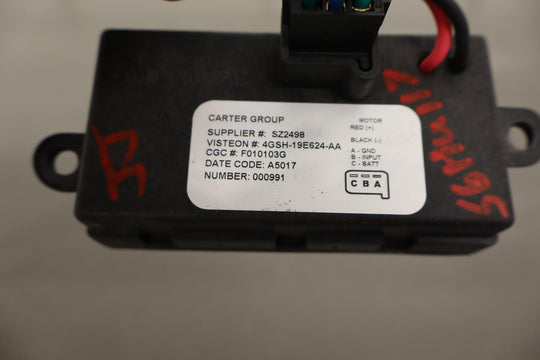 CARTER GROUP
SUPPLIER #: SZ2498
VISTEON #: 4GSH-19E624-AA
CGC #: F010103G
DATE CODE: A5017
NUMBER: 000991
MOTOR
RED (+)
BLACK (-)
A - GND
B - INPUT
C - BATT
C B A